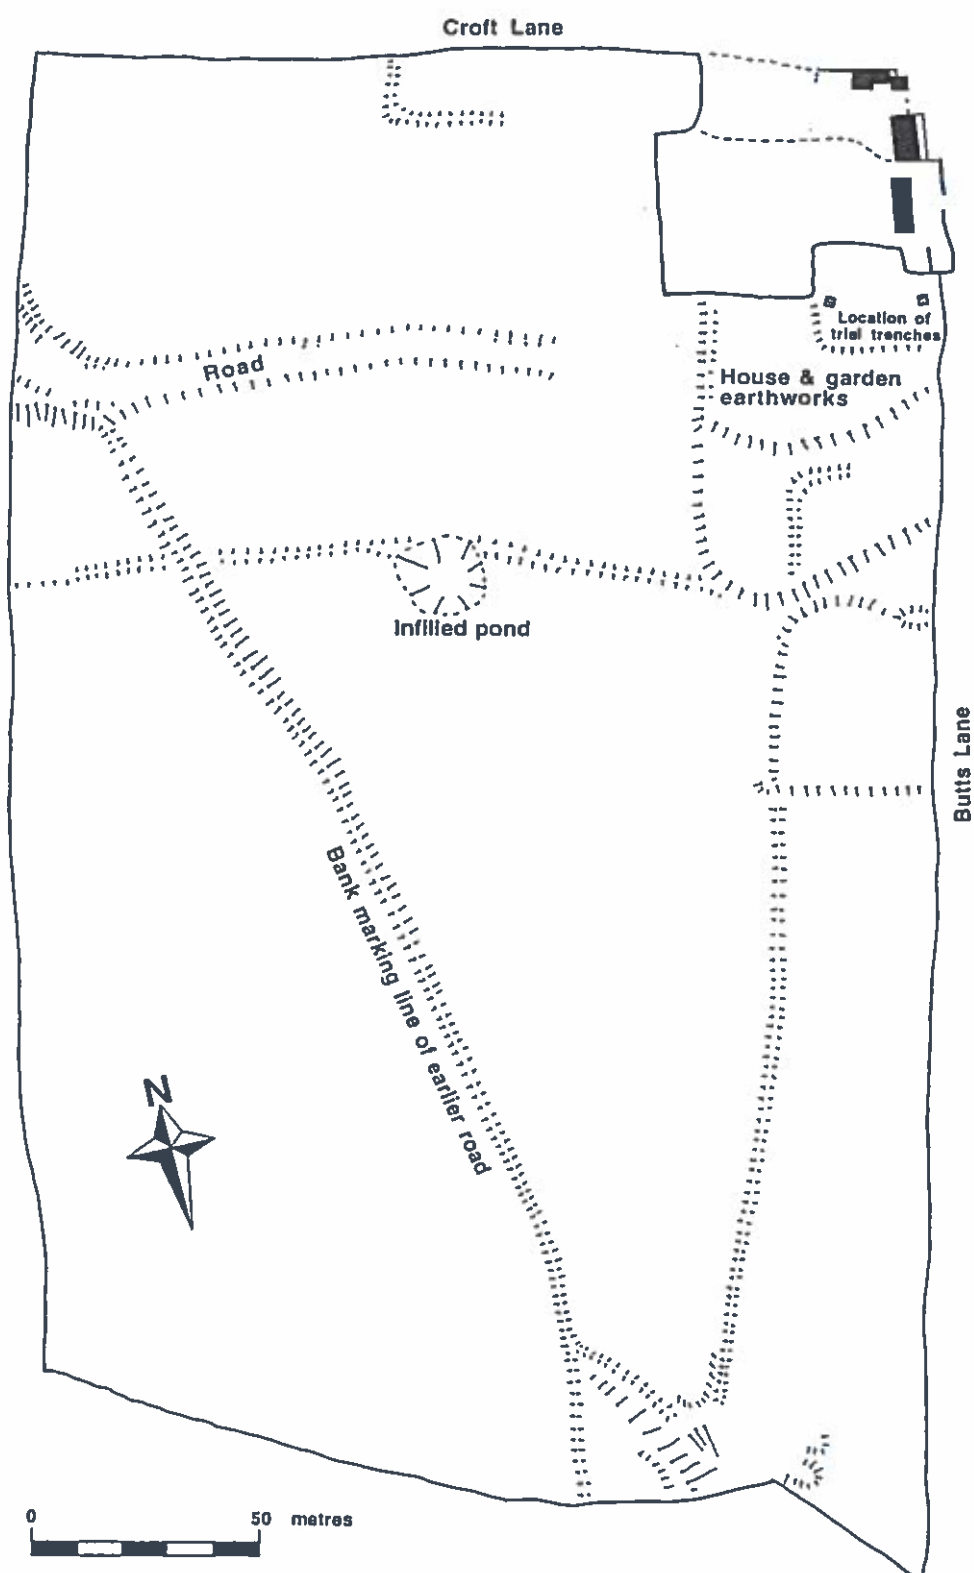 Croft Lane
Location of
trial trenches
Road
House & garden
earthworks
Infilled pond
Butts Lane
Bank marking line of earlier road
N
0 50 metres